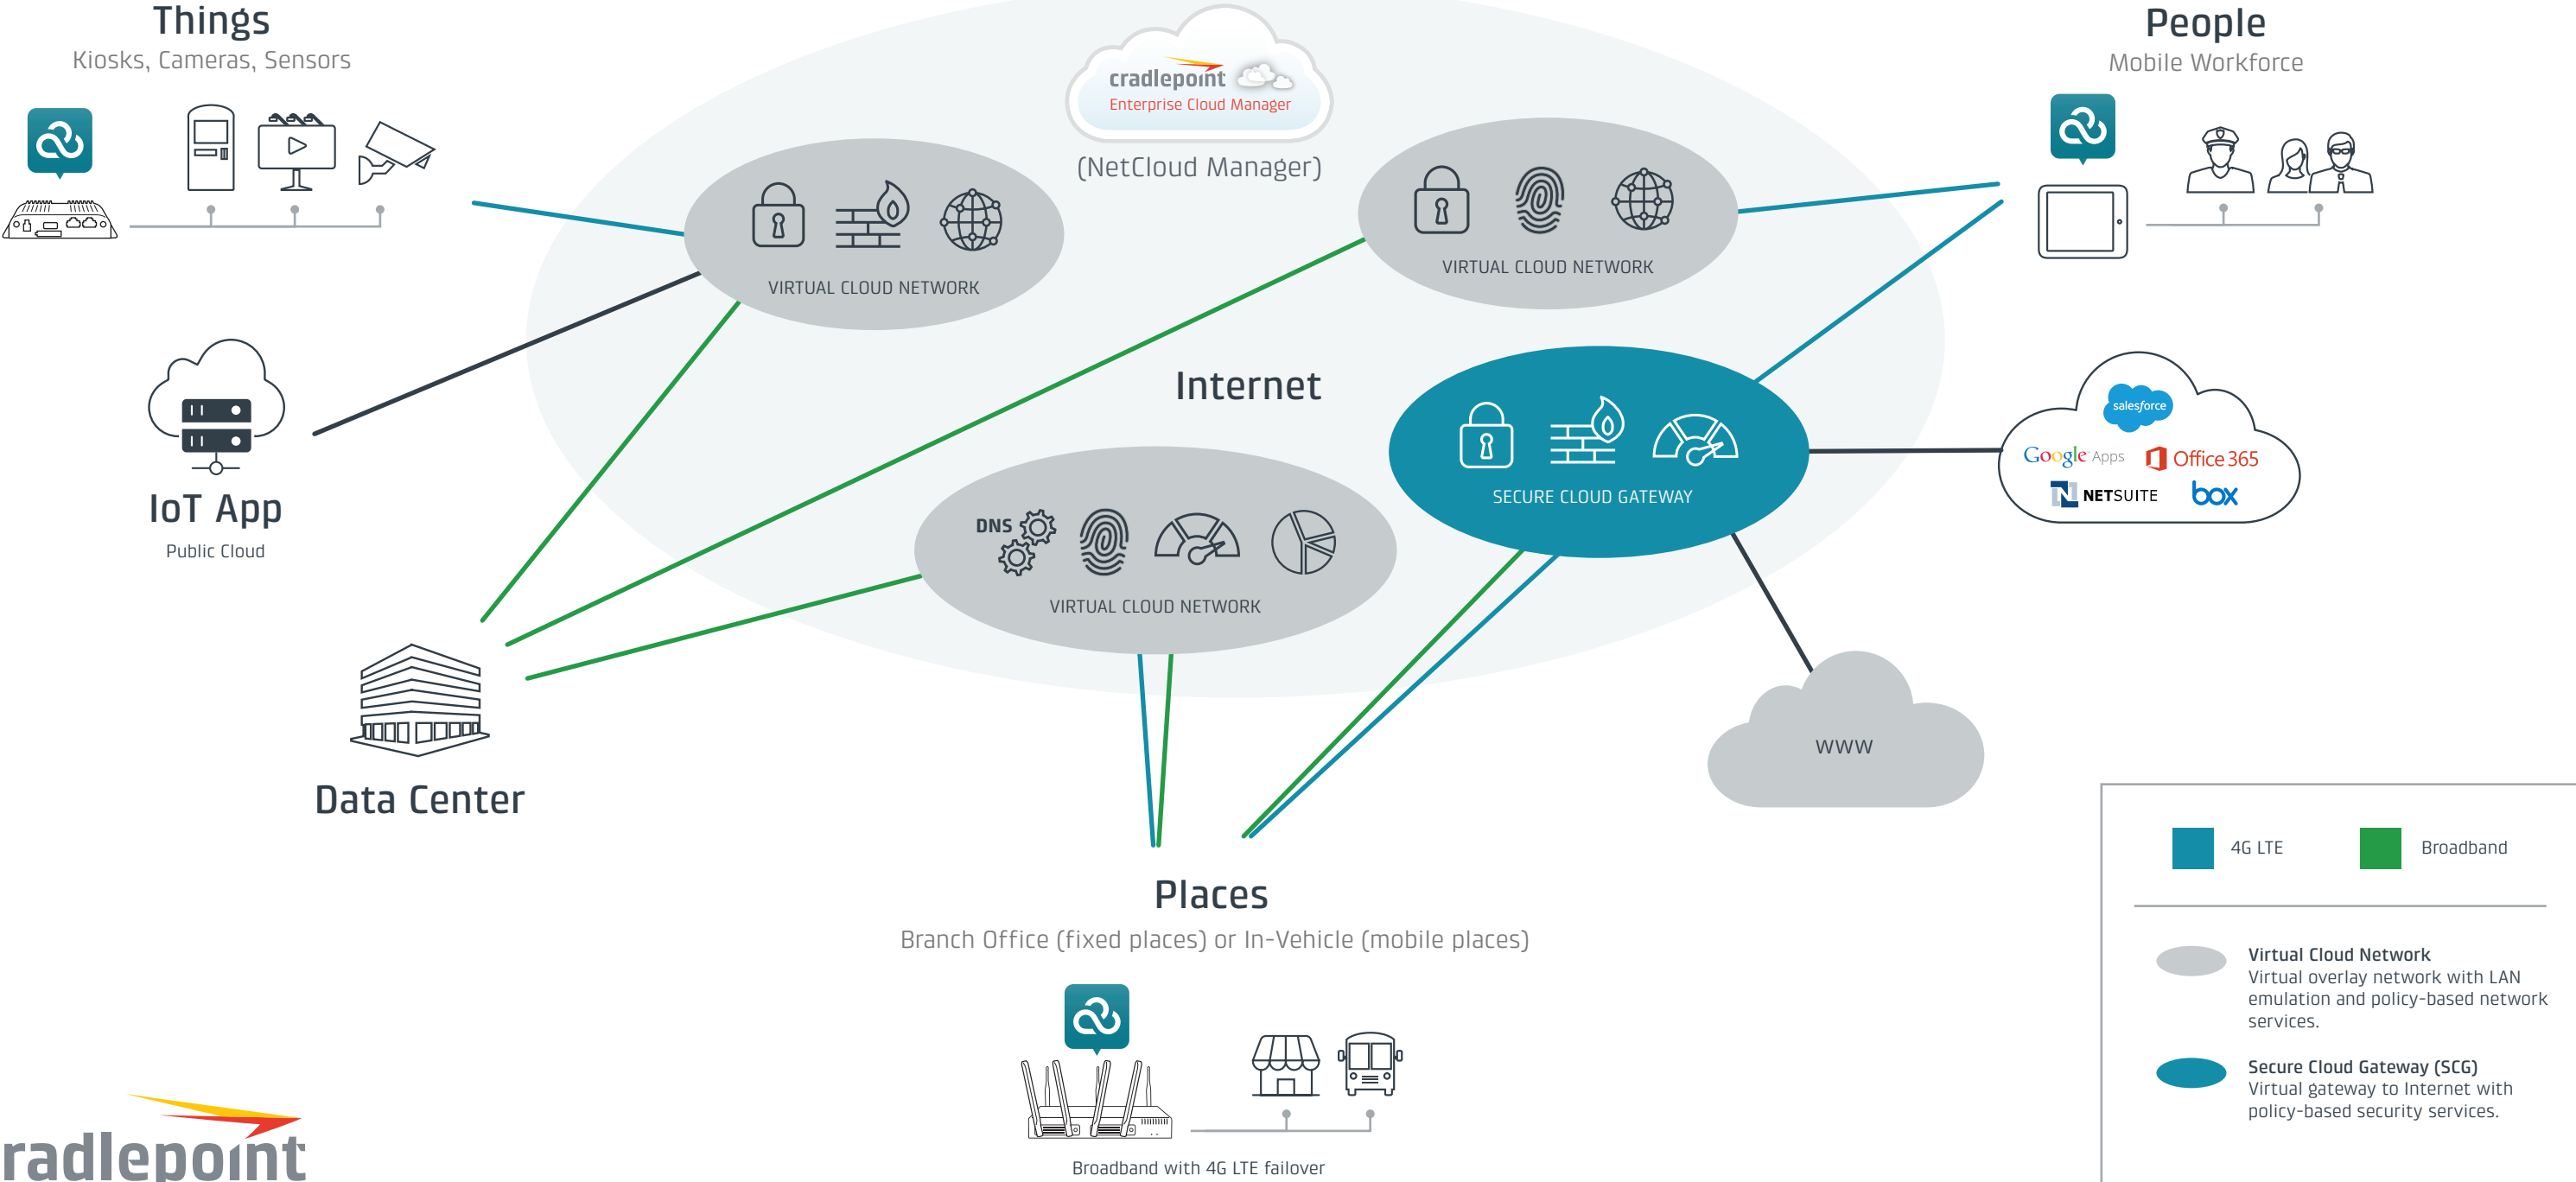 Things
Kiosks, Cameras, Sensors
cradlepoint
Enterprise Cloud Manager
(NetCloud Manager)
People
Mobile Workforce
VIRTUAL CLOUD NETWORK
VIRTUAL CLOUD NETWORK
Internet
IoT App
Public Cloud
SECURE CLOUD GATEWAY
salesforce
Google Apps
Office 365
NETSUITE
box
DNS
VIRTUAL CLOUD NETWORK
www
Data Center
Places
Branch Office (fixed places) or In-Vehicle (mobile places)
Broadband with 4G LTE failover
4G LTE
Broadband
Virtual Cloud Network
Virtual overlay network with LAN
emulation and policy-based network
services.
Secure Cloud Gateway (SCG)
Virtual gateway to Internet with
policy-based security services.
radlepoint